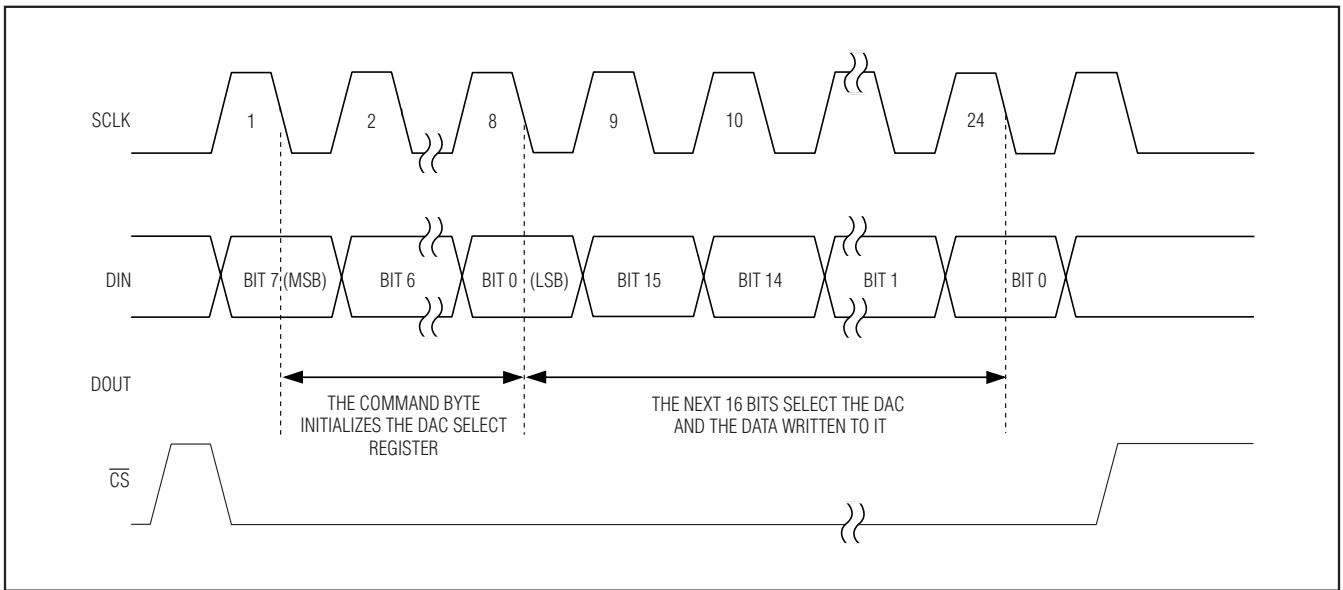 SCLK 1 2 8 9 10 24
DIN BIT 7 (MSB) BIT 6 BIT 0 (LSB) BIT 15 BIT 14 BIT 1 BIT 0
DOUT
THE COMMAND BYTE
INITIALIZES THE DAC SELECT
REGISTER
THE NEXT 16 BITS SELECT THE DAC
AND THE DATA WRITTEN TO IT
CS